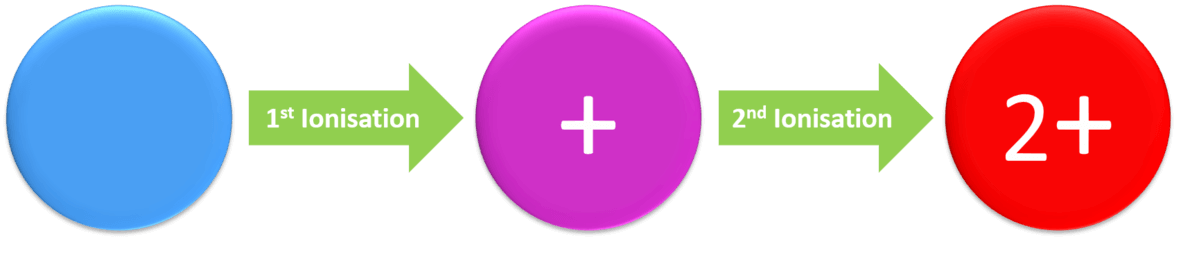 1st Ionisation
+
2nd Ionisation
2+